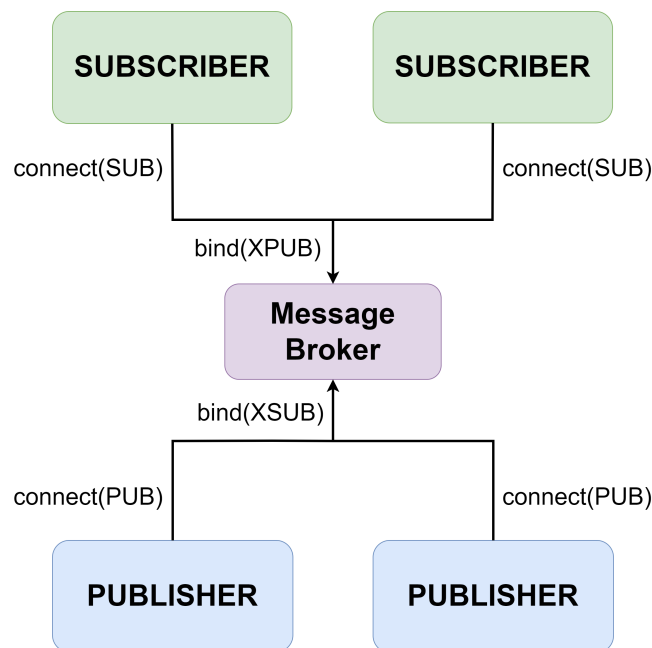 SUBSCRIBER
SUBSCRIBER
connect(SUB)
connect(SUB)
bind(XPUB)
Message
Broker
bind(XSUB)
connect(PUB)
connect(PUB)
PUBLISHER
PUBLISHER